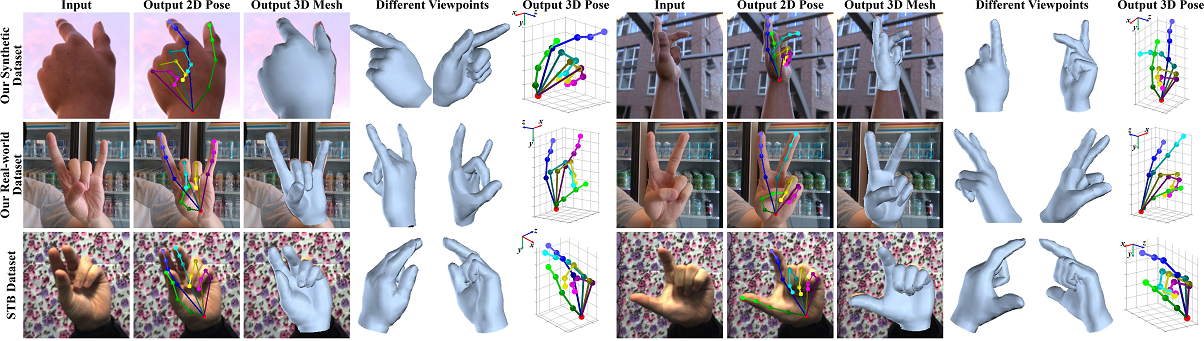 Input Output 2D Pose Output 3D Mesh Different Viewpoints Output 3D Pose Input Output 2D Pose Output 3D Mesh Different Viewpoints Output 3D Pose
Our Synthetic
Dataset
x z
y
x z
y
Our Real-world
Dataset
z x
y
z x
y
STB Dataset
z
x
y
x z
y